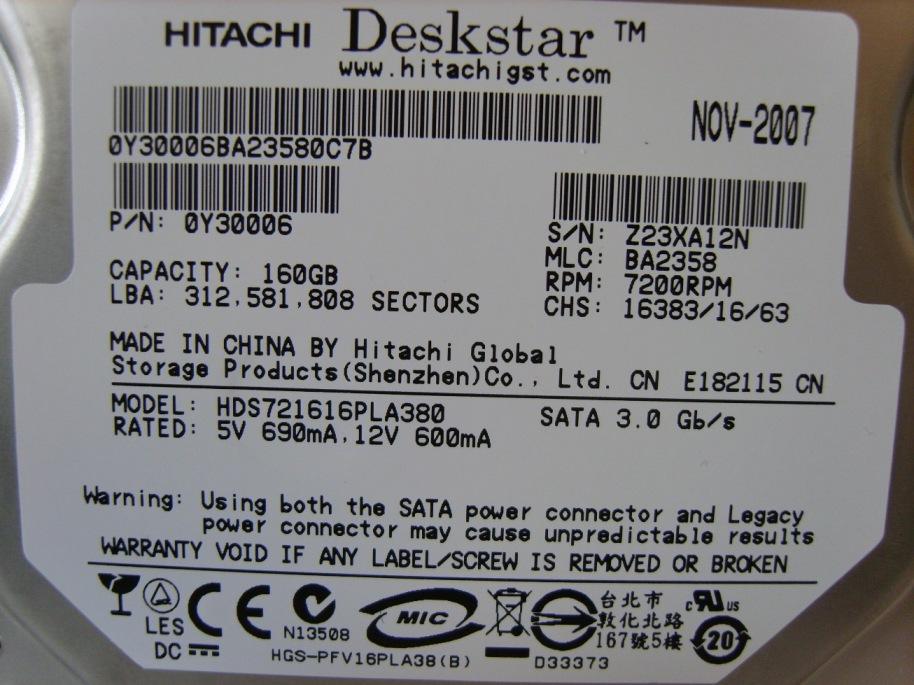 HITACHI Deskstar ™
www.hitachigst.com
NOV-2007
0Y30006BA23580C7B
P/N: 0Y30006
S/N: Z23XA12N
MLC: BA2358
RPM: 7200RPM
CHS: 16383/16/63
CAPACITY: 160GB
LBA: 312,581,808 SECTORS
MADE IN CHINA BY Hitachi Global
Storage Products(Shenzhen)Co., Ltd. CN E182115 CN
MODEL: HDS721616PLA380 SATA 3.0 Gb/s
RATED: 5V 690mA,12V 600mA
Warning: Using both the SATA power connector and Legacy
power connector may cause unpredictable results
WARRANTY VOID IF ANY LABEL/SCREW IS REMOVED OR BROKEN
LES
DC
CE
N13508
MIC
HGS-PFV16PLA38(B)
D33373
台北市
敦化北路
167號5樓
c RU US
20